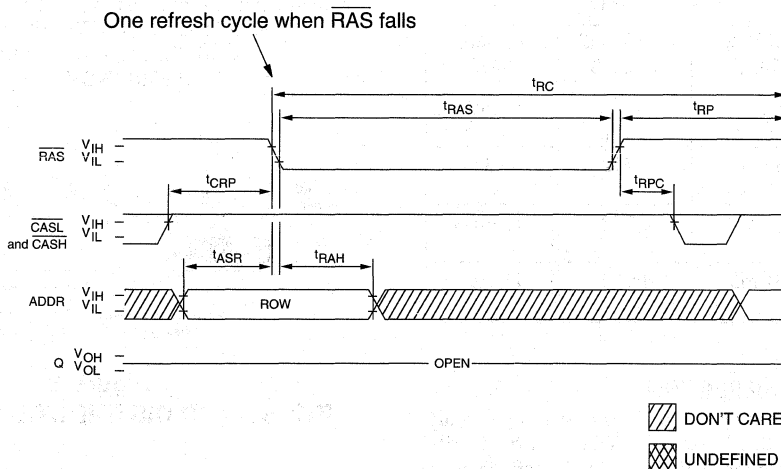 One refresh cycle when RAS falls
tRC
tRAS
tRP
RAS VIH
VIL
tCRP
tRPC
CASL
and CASH
VIH
VIL
tASR
tRAH
ADDR VIH
VIL
ROW
Q VOH
VOL
OPEN
DON'T CARE
UNDEFINED